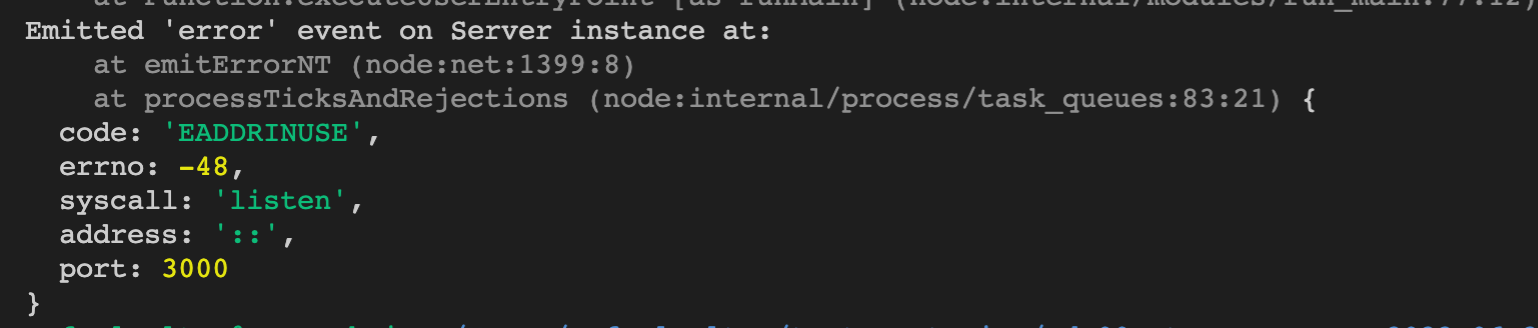 at Function.executeUserEntryPoint [as runMain] (node:internal/modules/run_main:77:12)
Emitted 'error' event on Server instance at:
at emitErrorNT (node:net:1399:8)
at processTicksAndRejections (node:internal/process/task_queues:83:21) {
code: 'EADDRINUSE',
errno: -48,
syscall: 'listen',
address: '::',
port: 3000
}